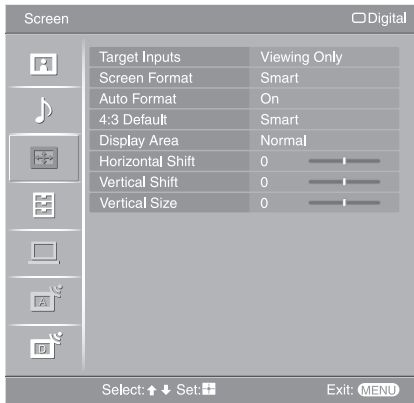 Screen Digital
Target Inputs Viewing Only
Screen Format Smart
Auto Format On
4:3 Default Smart
Display Area Normal
Horizontal Shift 0
Vertical Shift 0
Vertical Size 0
A
D
Select: Set: Exit: MENU